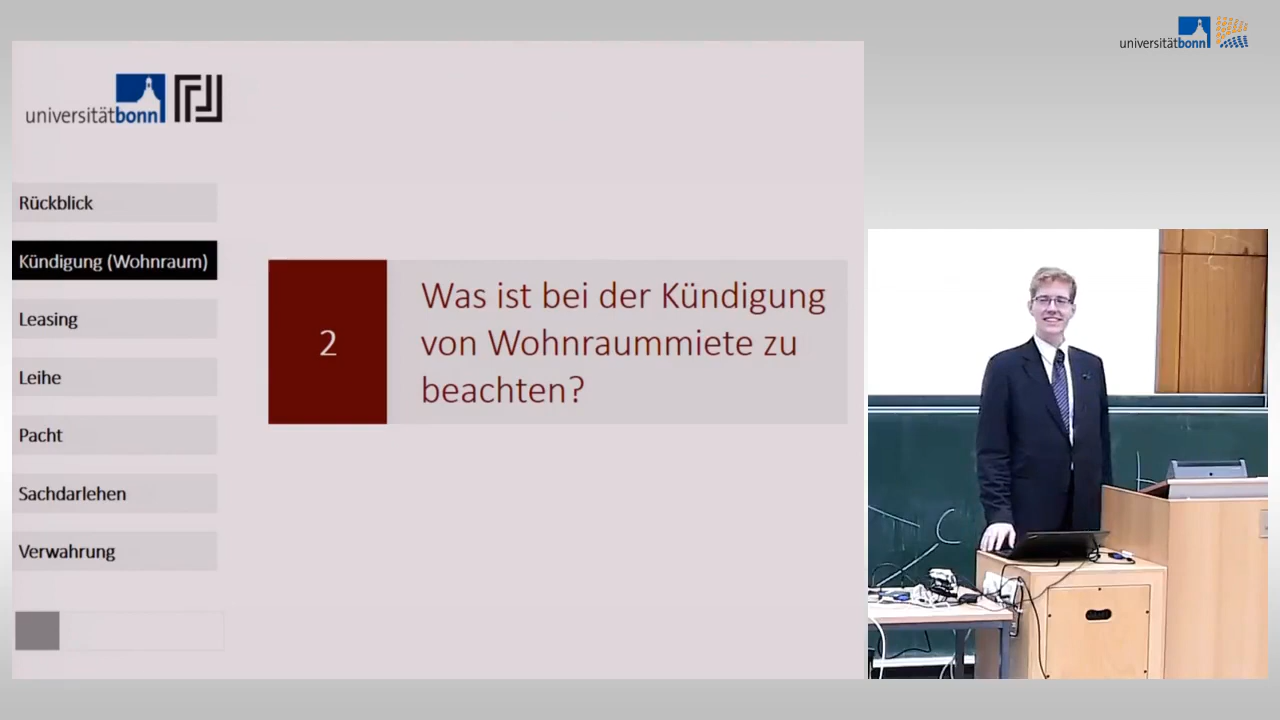 universitätbonn
universitätbonn
Rückblick
Kündigung (Wohnraum)
Leasing
Leihe
Pacht
Sachdarlehen
Verwahrung
2
Was ist bei der Kündigung
von Wohnraummiete zu
beachten?
C